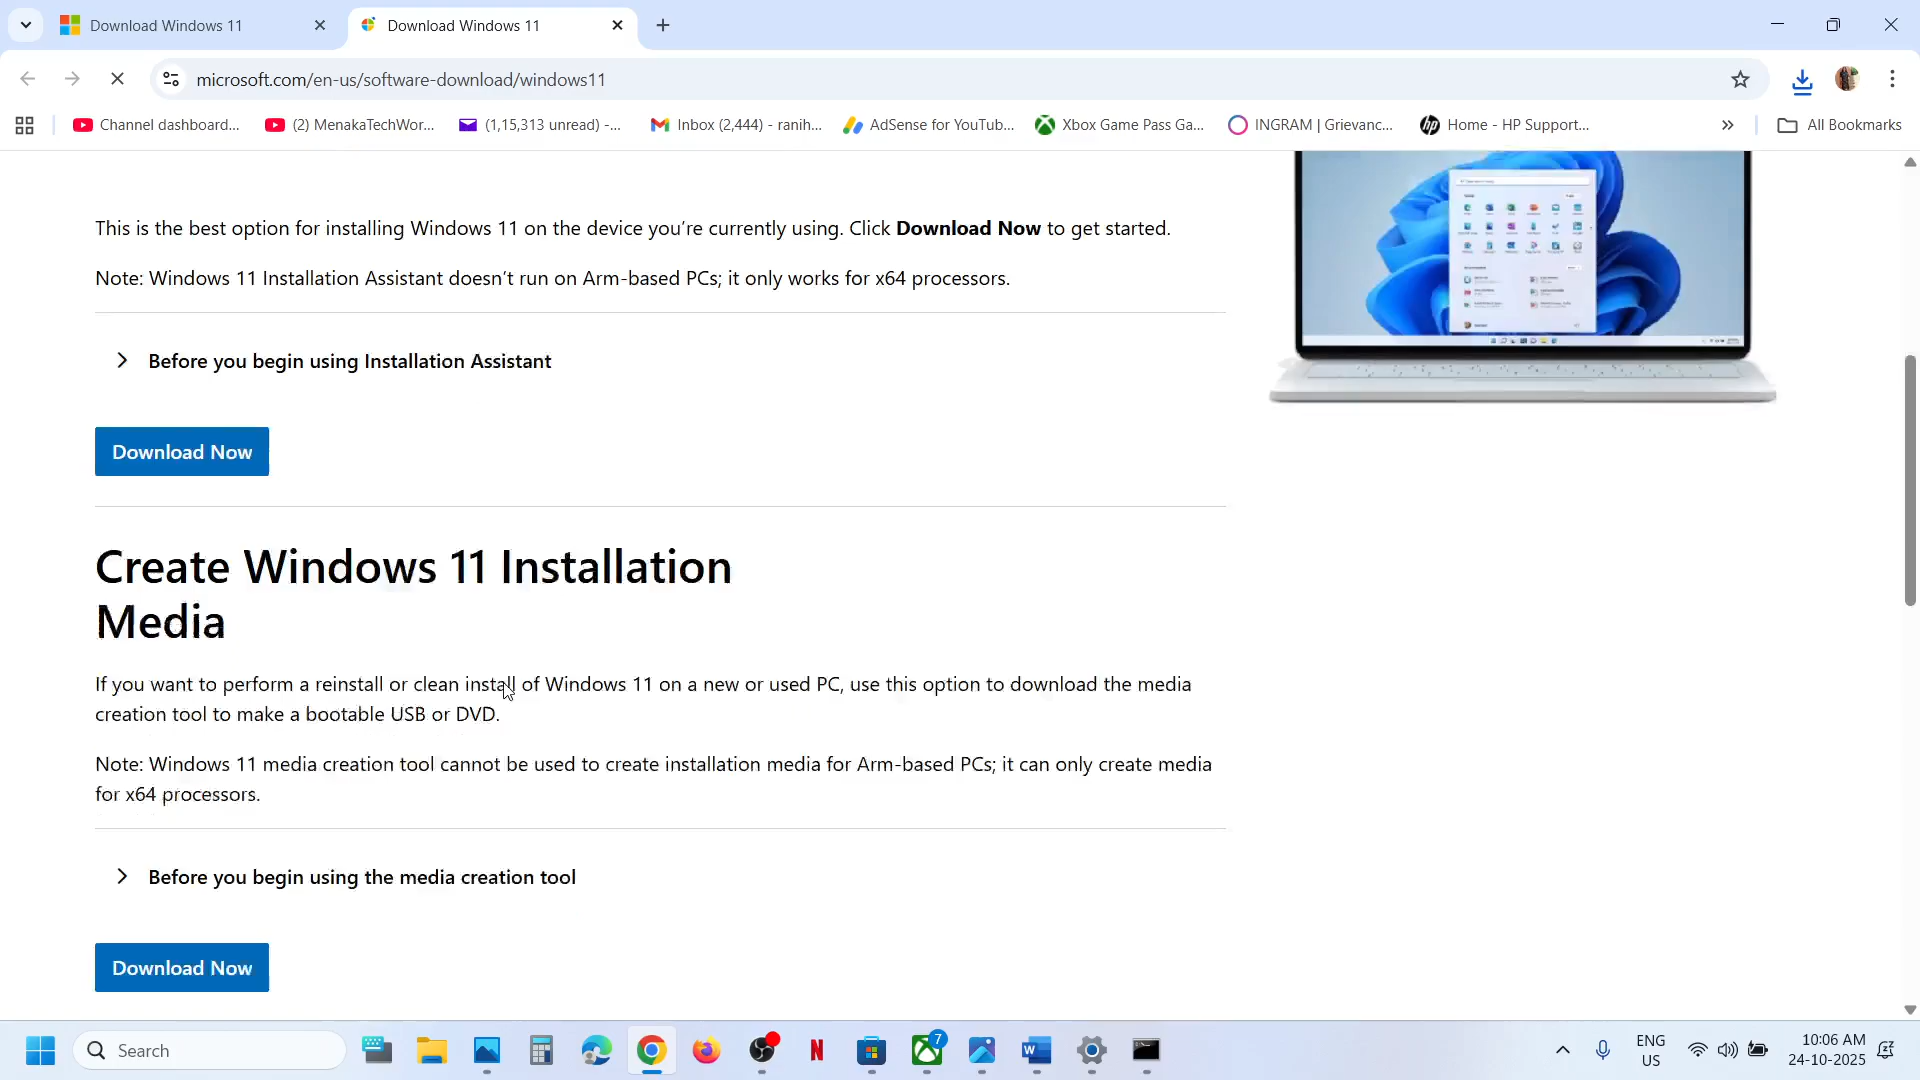 Download Windows 11
Download Windows 11
microsoft.com/en-us/software-download/windows11
Channel dashboard...
(2) MenakaTechWor...
(1,15,313 unread) -...
Inbox (2,444) - ranih...
AdSense for YouTub...
Xbox Game Pass Ga...
INGRAM | Grievanc...
Home - HP Support...
All Bookmarks
This is the best option for installing Windows 11 on the device you’re currently using. Click Download Now to get started.
Note: Windows 11 Installation Assistant doesn’t run on Arm-based PCs; it only works for x64 processors.
Before you begin using Installation Assistant
Download Now
Create Windows 11 Installation
Media
If you want to perform a reinstall or clean install of Windows 11 on a new or used PC, use this option to download the media
creation tool to make a bootable USB or DVD.
Note: Windows 11 media creation tool cannot be used to create installation media for Arm-based PCs; it can only create media
for x64 processors.
Before you begin using the media creation tool
Download Now
Search
7
ENG
US
10:06 AM
24-10-2025